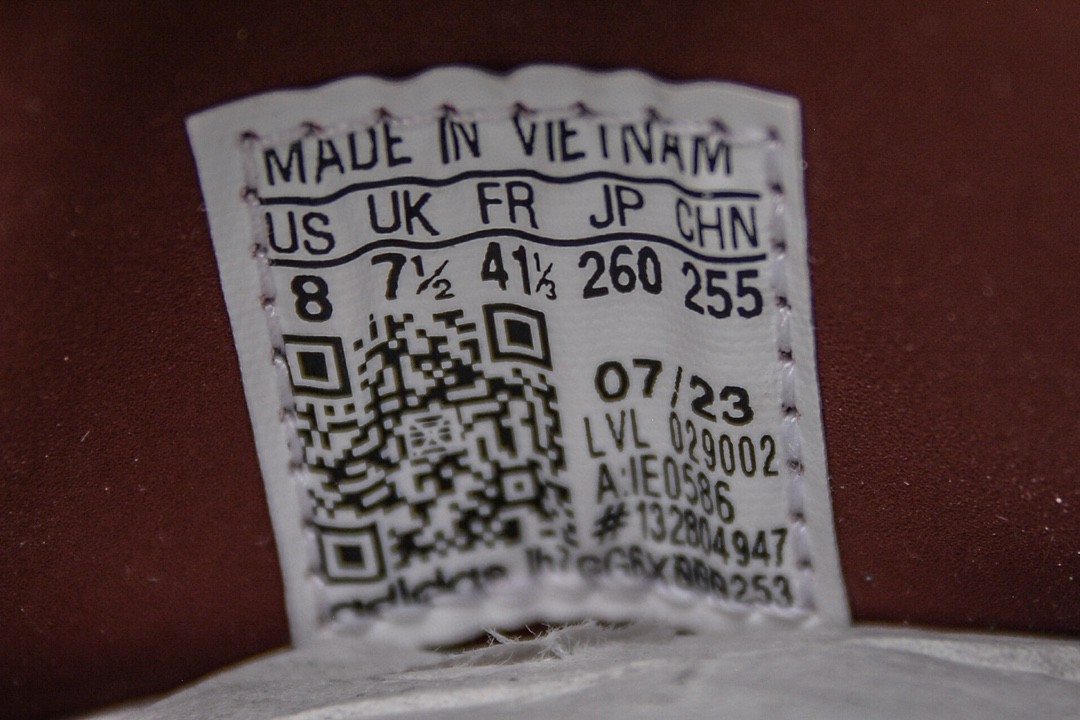 MADE IN VIETNAM
US UK FR JP CHN
8 7½ 41⅓ 260 255
07/23
LVL 029002
A:IE0586
#132804947
adidas